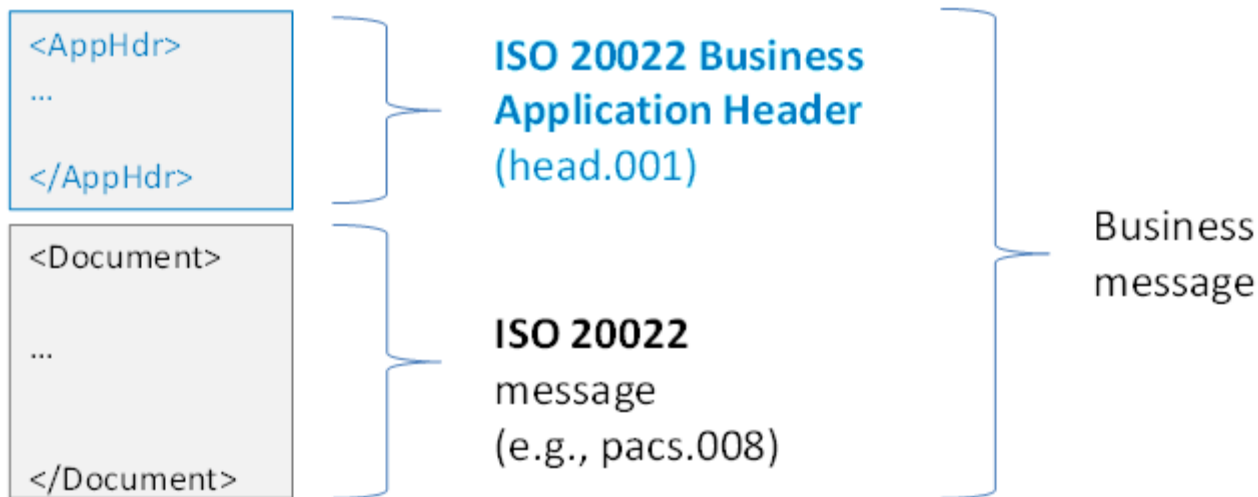 <AppHdr>
...
</AppHdr>
ISO 20022 Business
Application Header
(head.001)
<Document>
...
</Document>
ISO 20022
message
(e.g., pacs.008)
Business
message